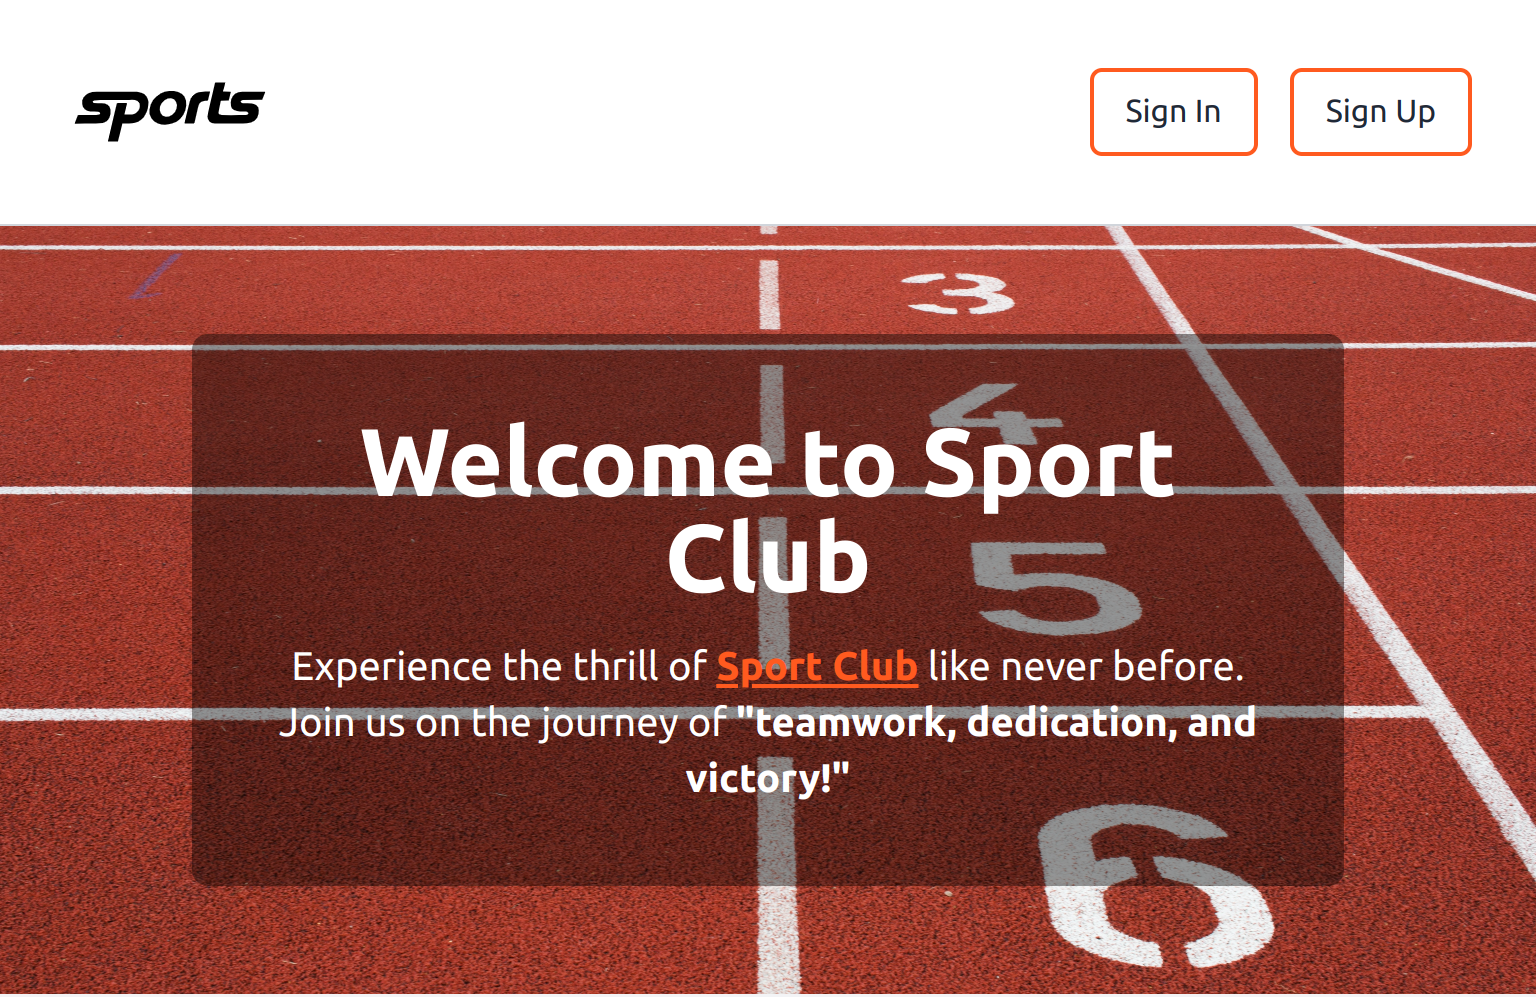 sports
Sign In
Sign Up
3
4
Welcome to Sport
Club
5
Experience the thrill of Sport Club like never before.
Join us on the journey of "teamwork, dedication, and
victory!"
6